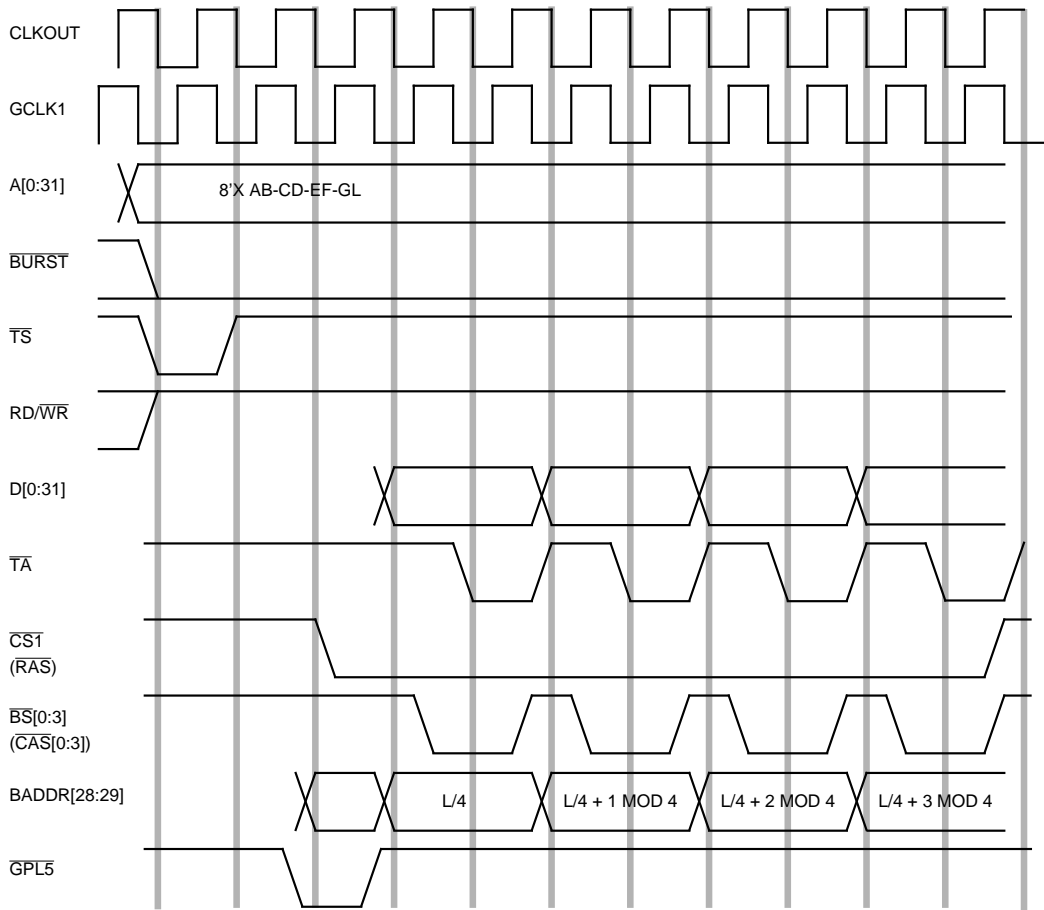 CLKOUT
GCLK1
A[0:31]
8'X AB-CD-EF-GL
BURST
TS
RD/WR
D[0:31]
TA
CS1
(RAS)
BS[0:3]
(CAS[0:3])
BADDR[28:29]
L/4
L/4 + 1 MOD 4
L/4 + 2 MOD 4
L/4 + 3 MOD 4
GPL5